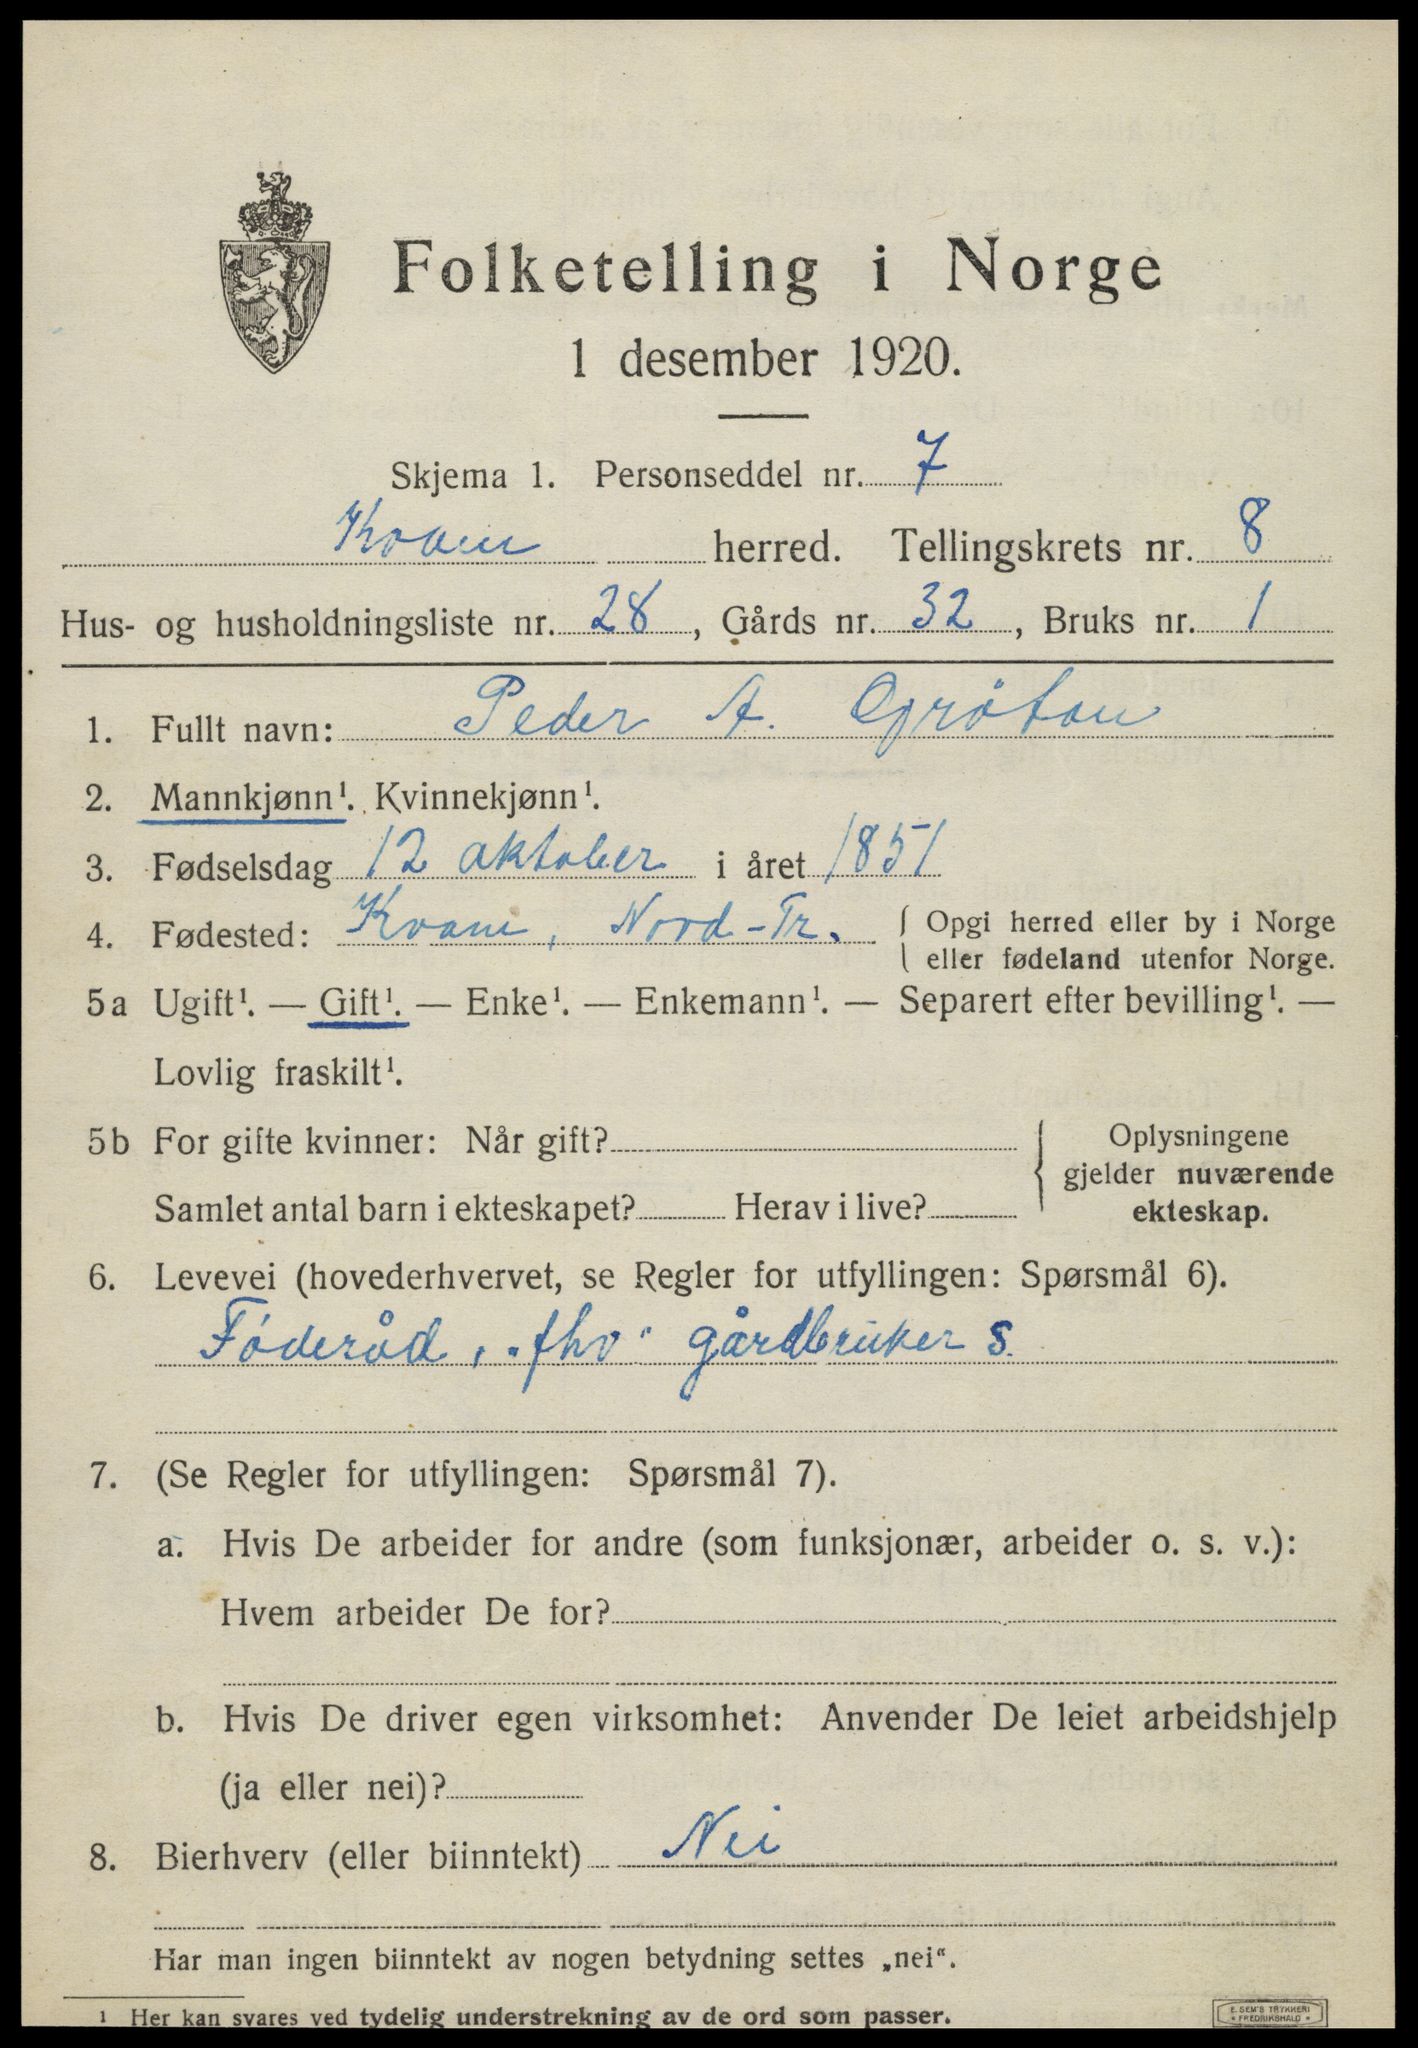 Folketelling i Norge
1 desember 1920.
Skjema 1. Personseddel nr. 7
Kvam herred. Tellingskrets nr. 8
Hus- og husholdningsliste nr. 28, Gårds nr. 32, Bruks nr. 1
1. Fullt navn: Peder A. Grøtan
2. Mannkjønn¹. Kvinnekjønn¹.
3. Fødselsdag 12 oktober i året 1851
4. Fødested: Kvam, Nord-Tr. { Opgi herred eller by i Norge
eller fødeland utenfor Norge.
5a Ugift¹. — Gift¹. — Enke¹. — Enkemann¹. — Separert efter bevilling¹. —
Lovlig fraskilt¹.
5b For gifte kvinner: Når gift? { Oplysningene
gjelder nuværende
Samlet antal barn i ekteskapet? Herav i live? ekteskap.
6. Levevei (hovederhvervet, se Regler for utfyllingen: Spørsmål 6).
Føderåd, "fhv" gårdbruker S.
7. (Se Regler for utfyllingen: Spørsmål 7).
a. Hvis De arbeider for andre (som funksjonær, arbeider o. s. v.):
Hvem arbeider De for?
b. Hvis De driver egen virksomhet: Anvender De leiet arbeidshjelp
(ja eller nei)?
8. Bierhverv (eller biinntekt) Nei
Har man ingen biinntekt av nogen betydning settes „nei".
¹ Her kan svares ved tydelig understrekning av de ord som passer.
E. SEM'S TRYKKERI
* FREDRIKSHALD *